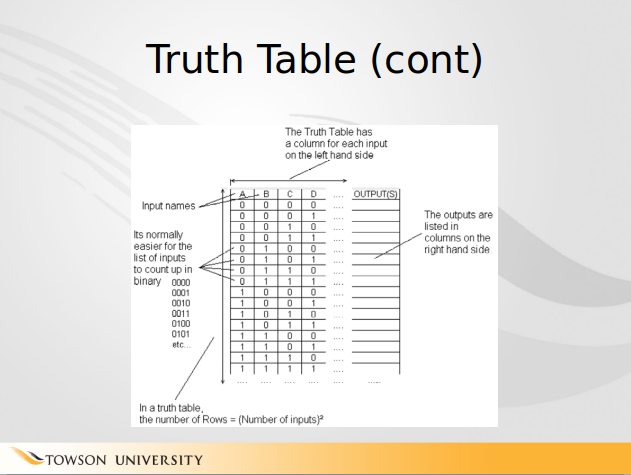 Truth Table (cont)
The Truth Table has
a column for each input
on the left hand side
A B C D .... OUTPUT(S)
0 0 0 0 ....
0 0 0 1 ....
0 0 1 0 ....
0 0 1 1 ....
0 1 0 0 ....
0 1 0 1 ....
0 1 1 0 ....
0 1 1 1 ....
1 0 0 0 ....
1 0 0 1 ....
1 0 1 0 ....
1 0 1 1 ....
1 1 0 0 ....
1 1 0 1 ....
1 1 1 0 ....
1 1 1 1 ....
.... .... .... .... .... .....
Input names
Its normally
easier for the
list of inputs
to count up in
binary
0000
0001
0010
0011
0100
0101
etc...
The outputs are
listed in
columns on the
right hand side
In a truth table,
the number of Rows = (Number of inputs)²
TOWSON UNIVERSITY